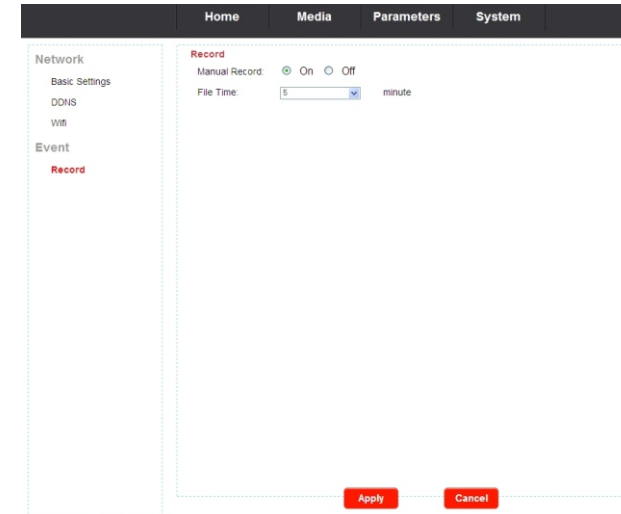 Home Media Parameters System
Network
Basic Settings
DDNS
Wifi
Event
Record
Record
Manual Record: On Off
File Time: 5 minute
Apply Cancel